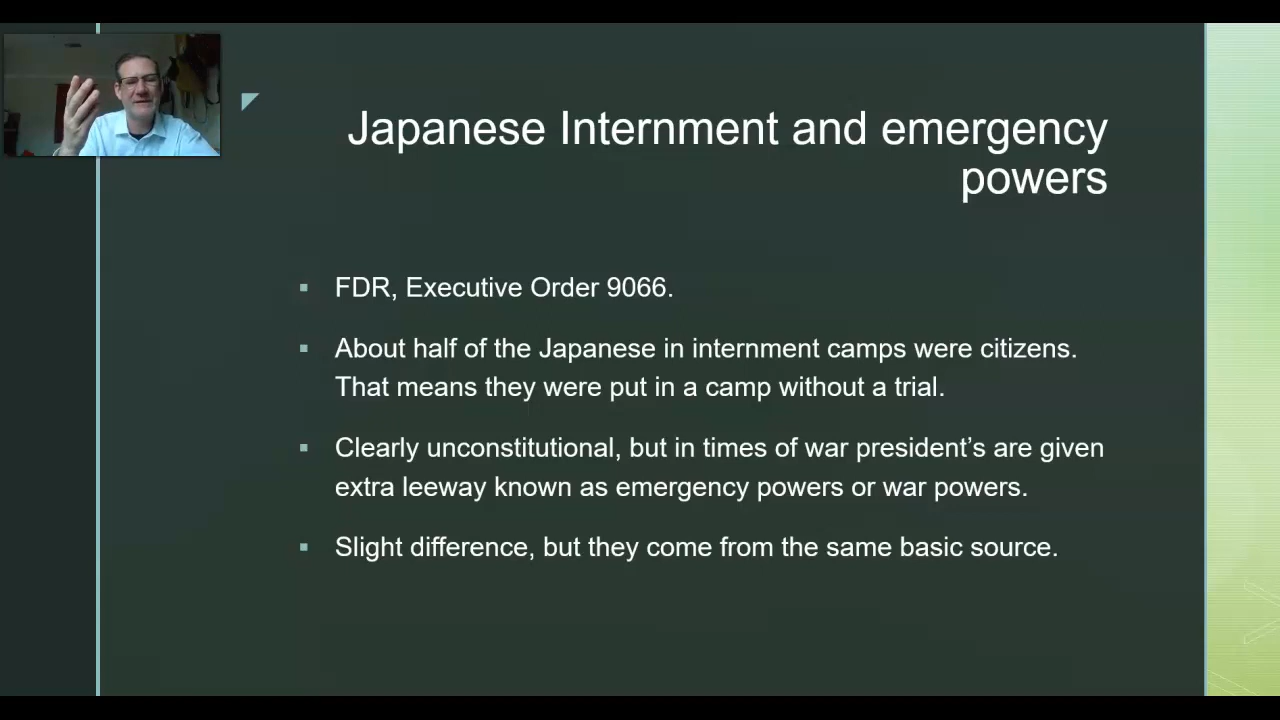 Japanese Internment and emergency
powers
▪ FDR, Executive Order 9066.
▪ About half of the Japanese in internment camps were citizens.
That means they were put in a camp without a trial.
▪ Clearly unconstitutional, but in times of war president’s are given
extra leeway known as emergency powers or war powers.
▪ Slight difference, but they come from the same basic source.